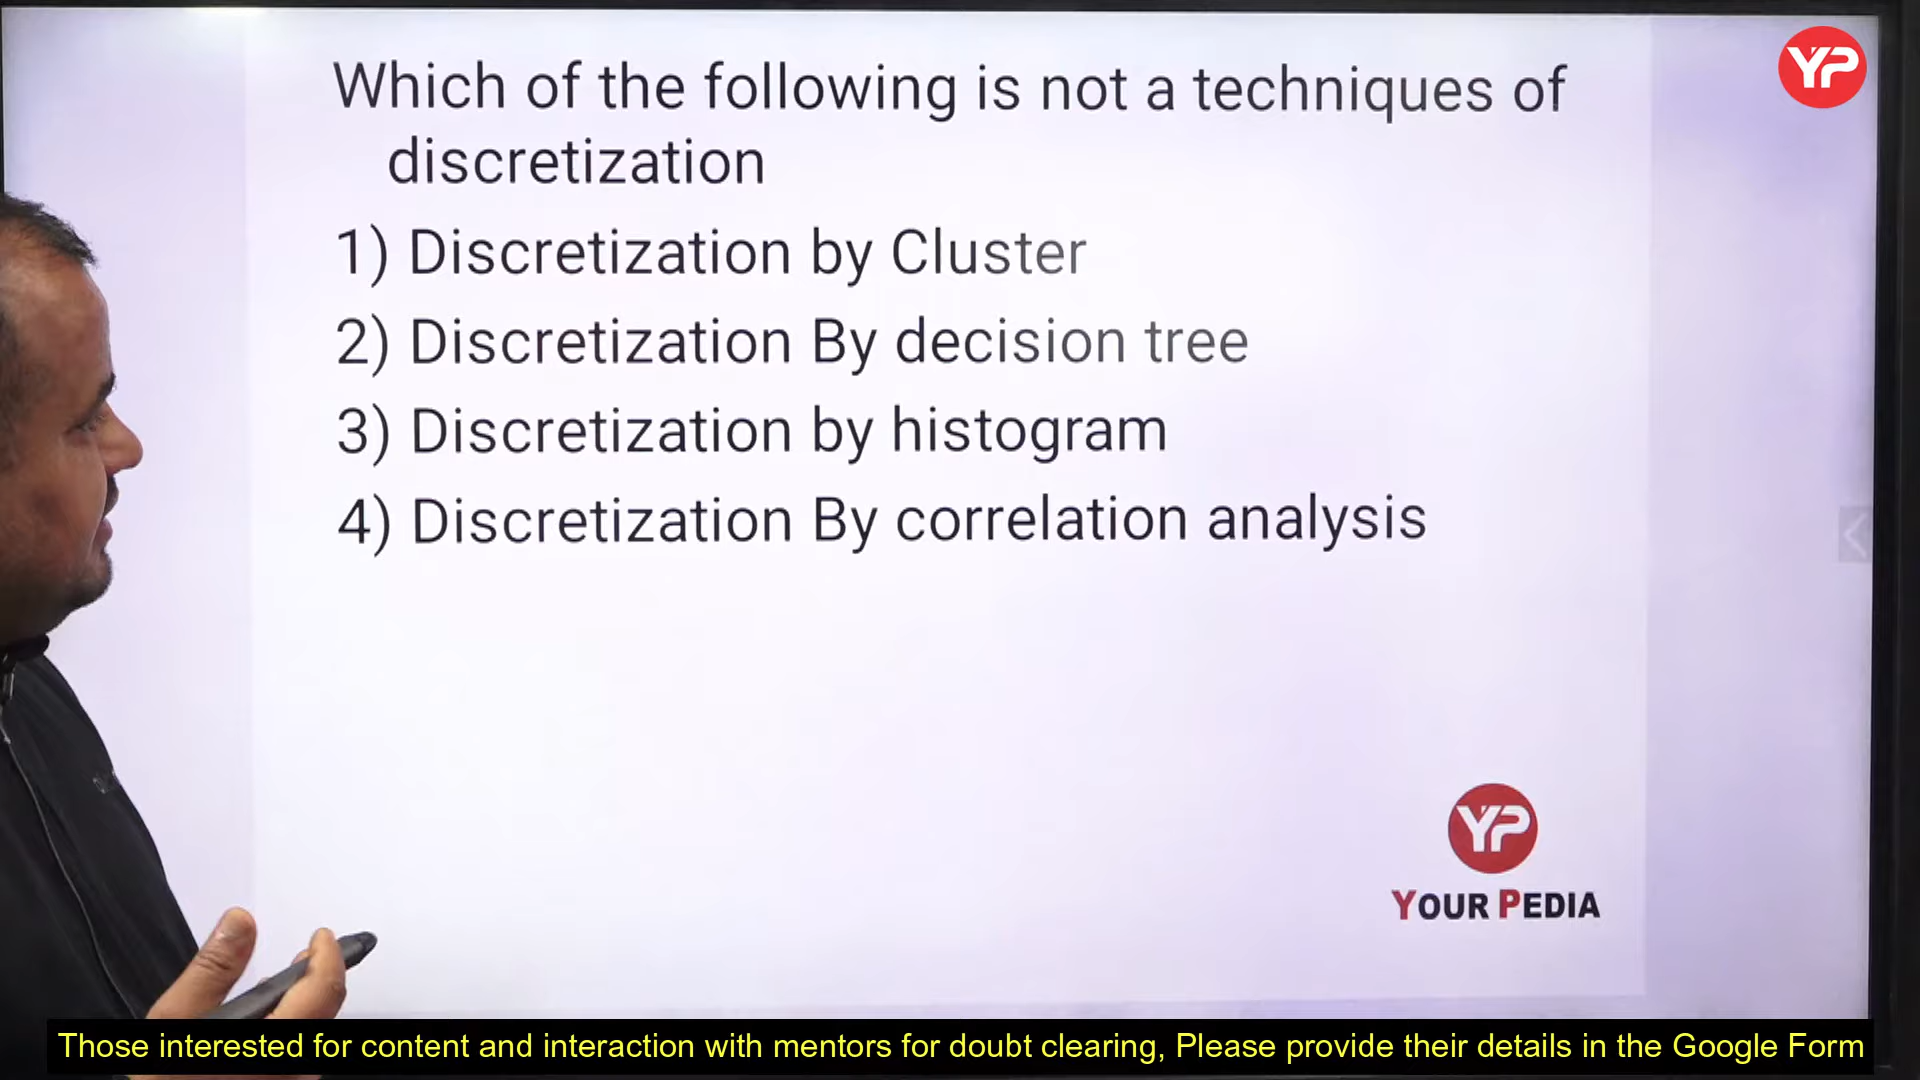 YP
Which of the following is not a techniques of
discretization
1) Discretization by Cluster
2) Discretization By decision tree
3) Discretization by histogram
4) Discretization By correlation analysis
YP
YOUR PEDIA
Those interested for content and interaction with mentors for doubt clearing, Please provide their details in the Google Form